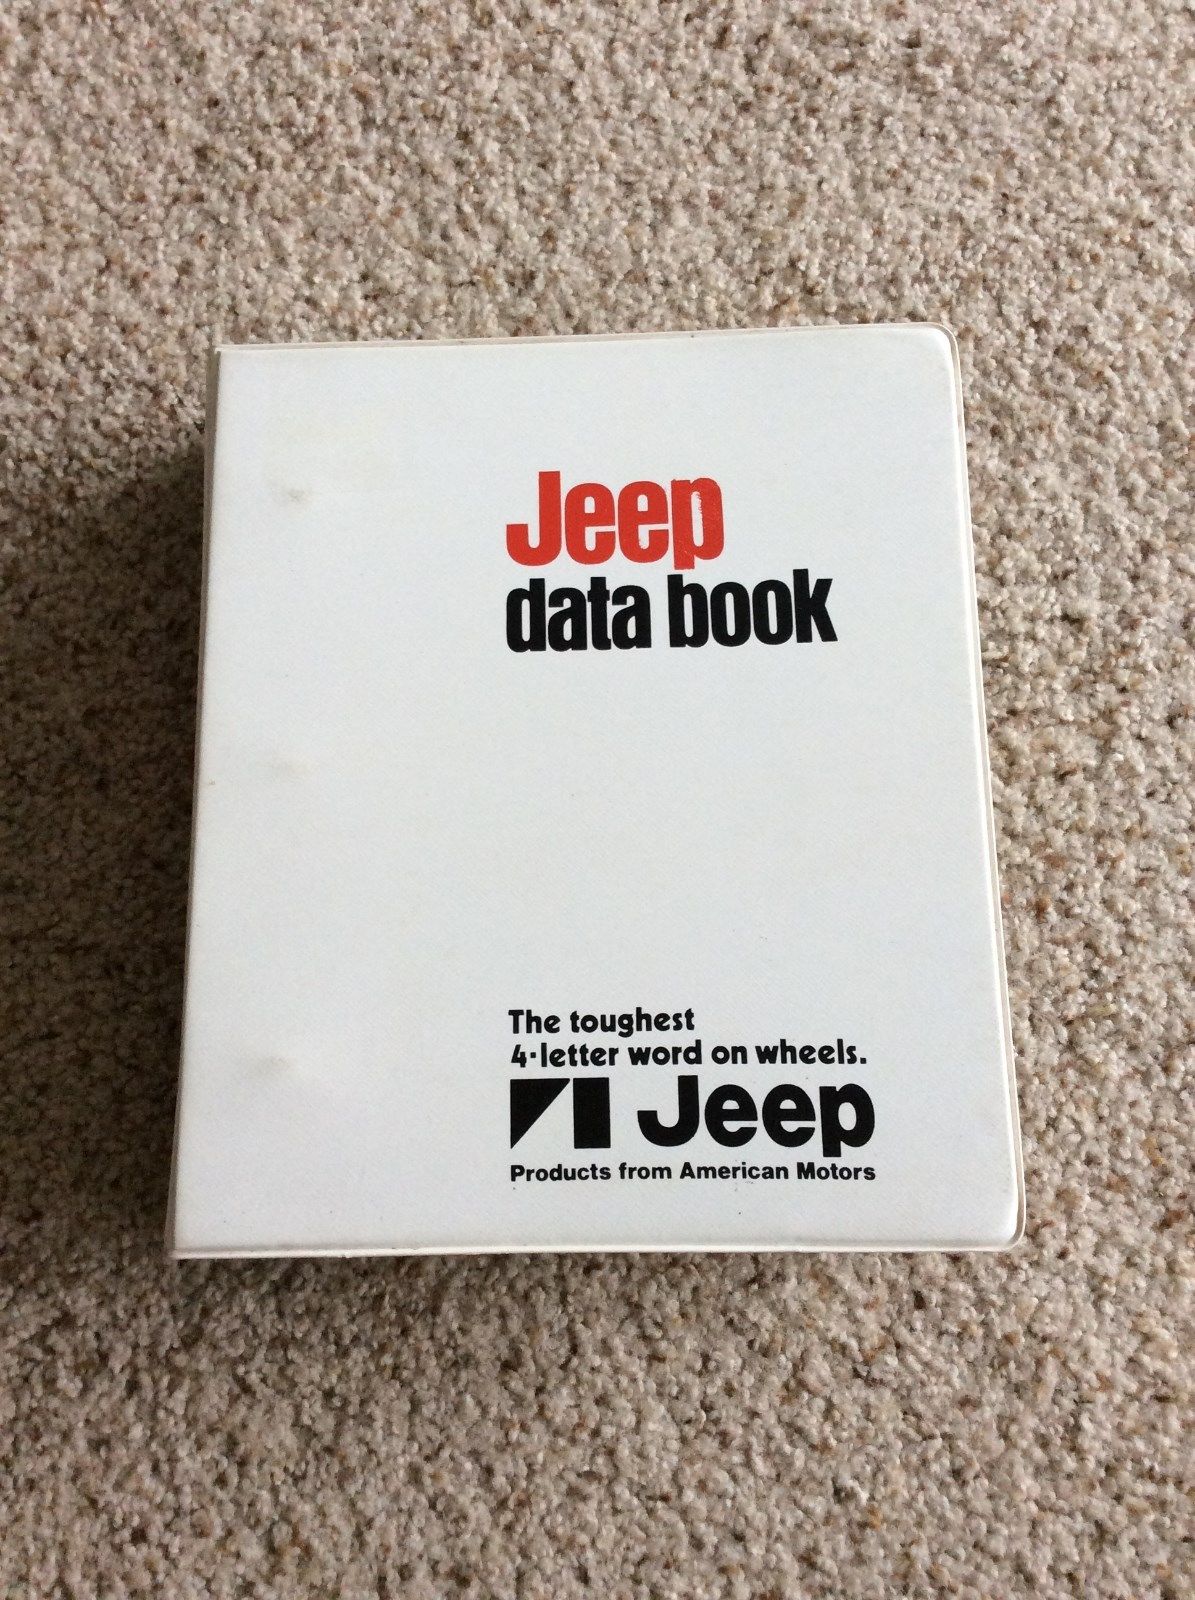 Jeep
data book
The toughest
4-letter word on wheels.
Jeep
Products from American Motors